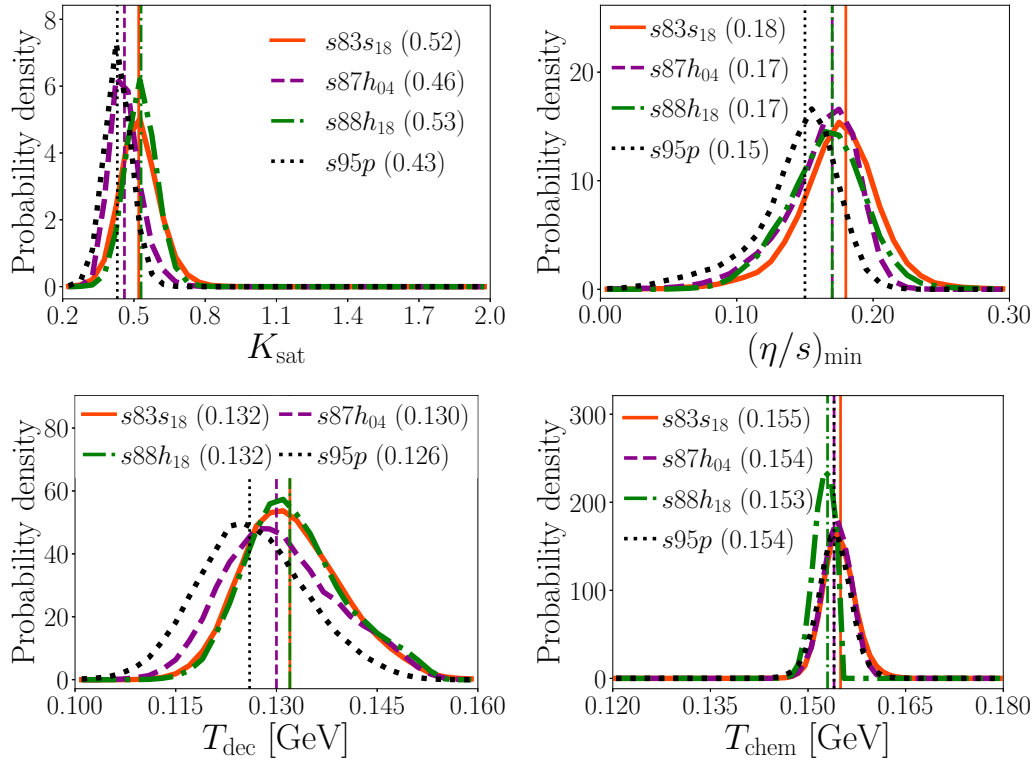 Probability density
8
6
4
2
0
s83s₁₈ (0.52)
s87h₀₄ (0.46)
s88h₁₈ (0.53)
s95p (0.43)
0.2 0.5 0.8 1.1 1.4 1.7 2.0
K_sat
Probability density
20
10
0
s83s₁₈ (0.18)
s87h₀₄ (0.17)
s88h₁₈ (0.17)
s95p (0.15)
0.00 0.10 0.20 0.30
(η/s)_min
Probability density
80
60
40
20
0
s83s₁₈ (0.132) s87h₀₄ (0.130)
s88h₁₈ (0.132) s95p (0.126)
0.100 0.115 0.130 0.145 0.160
T_dec [GeV]
Probability density
300
200
100
0
s83s₁₈ (0.155)
s87h₀₄ (0.154)
s88h₁₈ (0.153)
s95p (0.154)
0.120 0.135 0.150 0.165 0.180
T_chem [GeV]